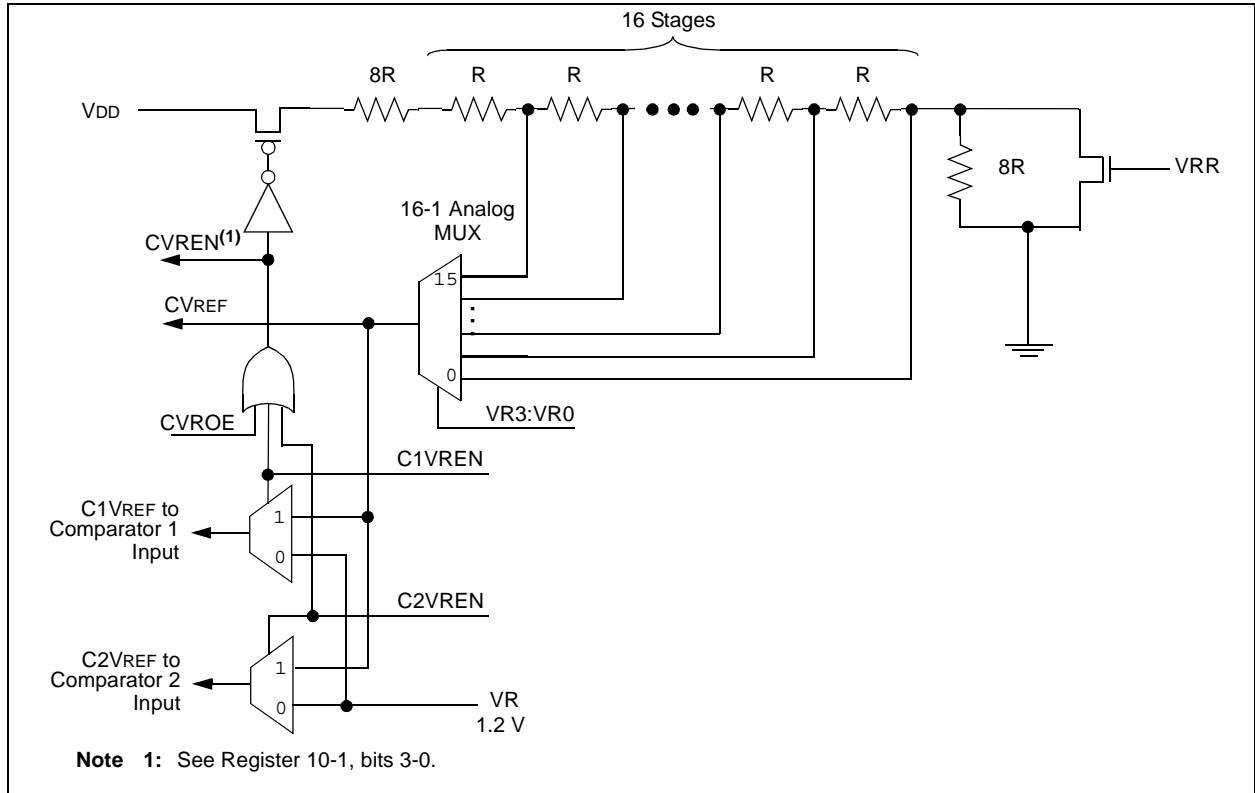 16 Stages
8R R R R R
VDD
8R
VRR
16-1 Analog
MUX
CVREN(1)
15
CVREF
0
VR3:VR0
CVROE
C1VREN
C1VREF to
Comparator 1
Input
1
0
C2VREN
C2VREF to
Comparator 2
Input
1
0
VR
1.2 V
Note 1: See Register 10-1, bits 3-0.